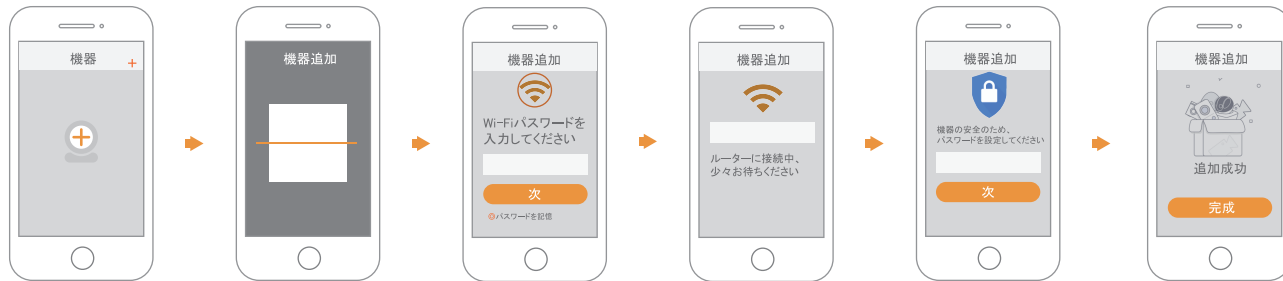 機器 +
機器追加
機器追加
Wi-Fiパスワードを
入力してください
次
パスワードを記憶
機器追加
ルーターに接続中、
少々お待ちください
機器追加
機器の安全のため、
パスワードを設定してください
次
機器追加
追加成功
完成